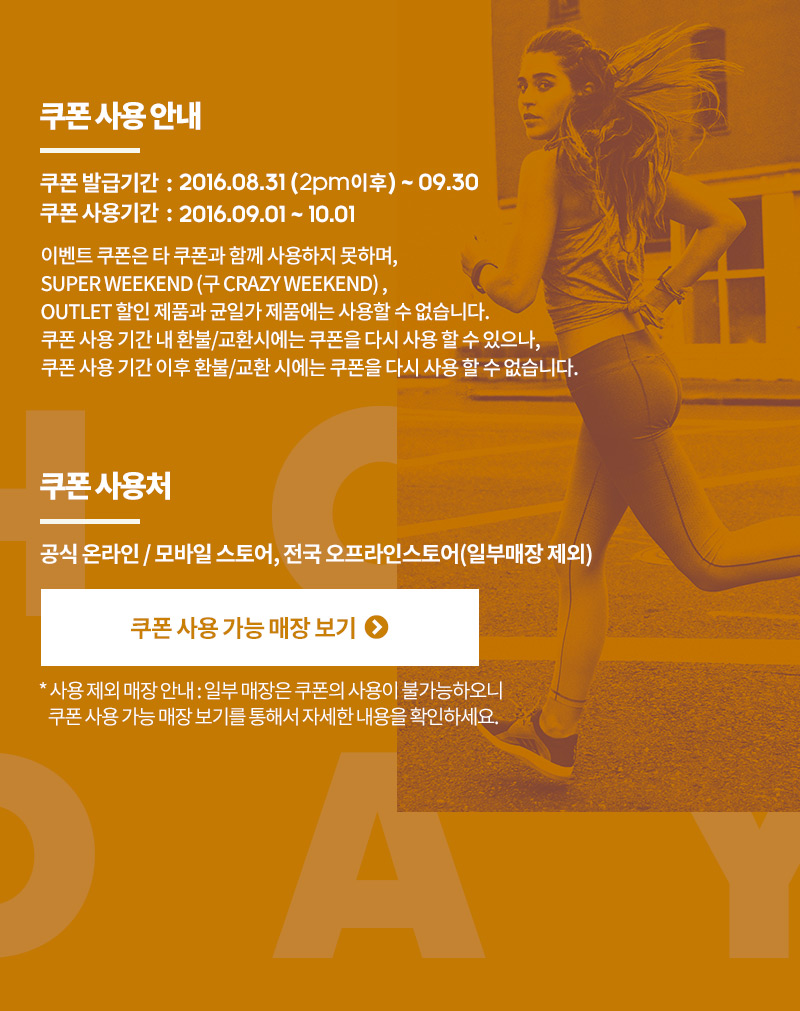 쿠폰 사용 안내
쿠폰 발급기간 : 2016.08.31 (2pm이후) ~ 09.30
쿠폰 사용기간 : 2016.09.01 ~ 10.01
이벤트 쿠폰은 타 쿠폰과 함께 사용하지 못하며,
SUPER WEEKEND (구 CRAZY WEEKEND) ,
OUTLET 할인 제품과 균일가 제품에는 사용할 수 없습니다.
쿠폰 사용 기간 내 환불/교환시에는 쿠폰을 다시 사용 할 수 있으나,
쿠폰 사용 기간 이후 환불/교환 시에는 쿠폰을 다시 사용 할 수 없습니다.
쿠폰 사용처
공식 온라인 / 모바일 스토어, 전국 오프라인스토어(일부매장 제외)
쿠폰 사용 가능 매장 보기
* 사용 제외 매장 안내 : 일부 매장은 쿠폰의 사용이 불가능하오니
쿠폰 사용 가능 매장 보기를 통해서 자세한 내용을 확인하세요.